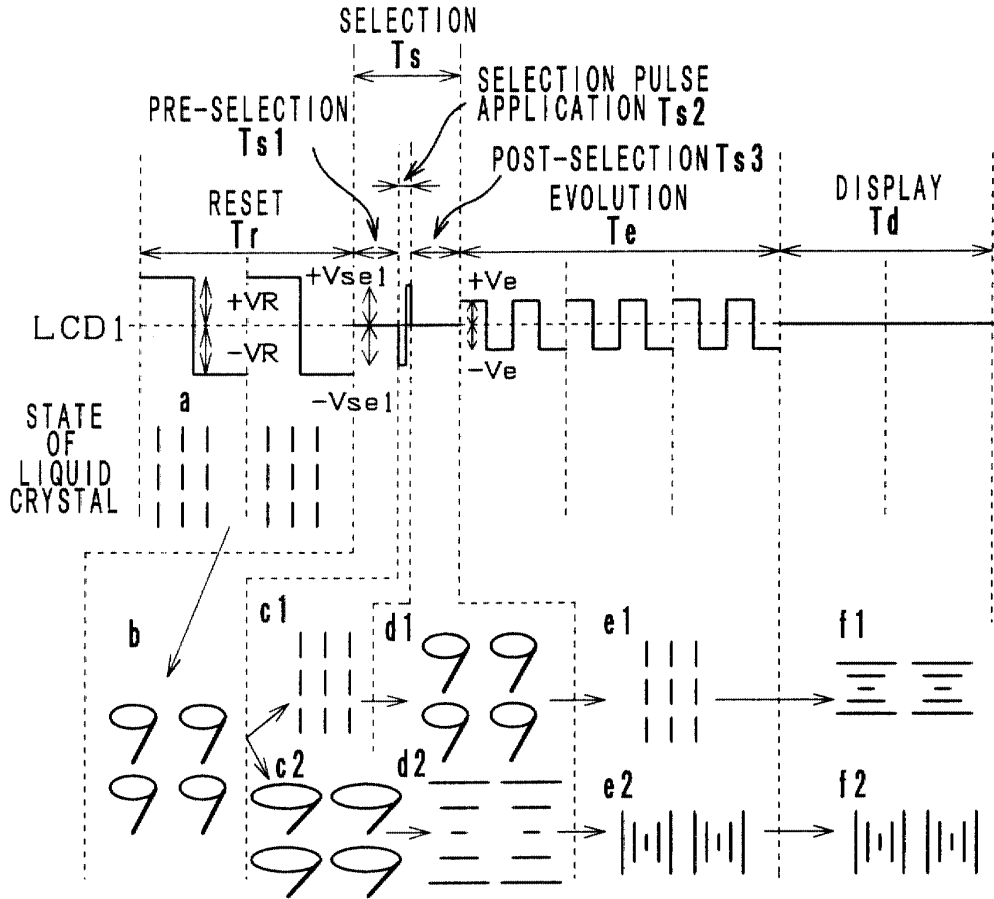 SELECTION
Ts
SELECTION PULSE
APPLICATION Ts2
PRE-SELECTION
Ts1
POST-SELECTION Ts3
RESET
Tr
EVOLUTION
Te
DISPLAY
Td
+Vsel
+Ve
+VR
LCD1
-VR
-Ve
-Vsel
a
STATE
OF
LIQUID
CRYSTAL
b
c1
d1
e1
f1
c2
d2
e2
f2